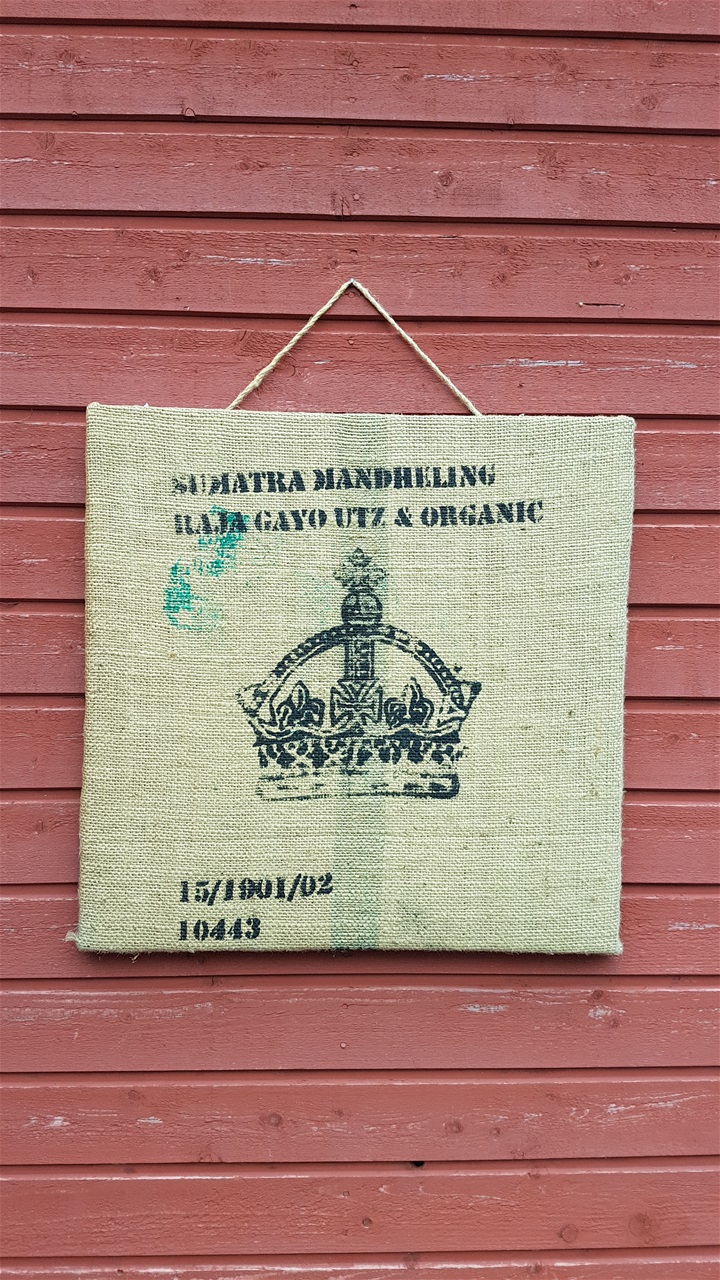 SUMATRA MANDHELING
RAJA GAYO UTZ & ORGANIC
15/1901/02
10443